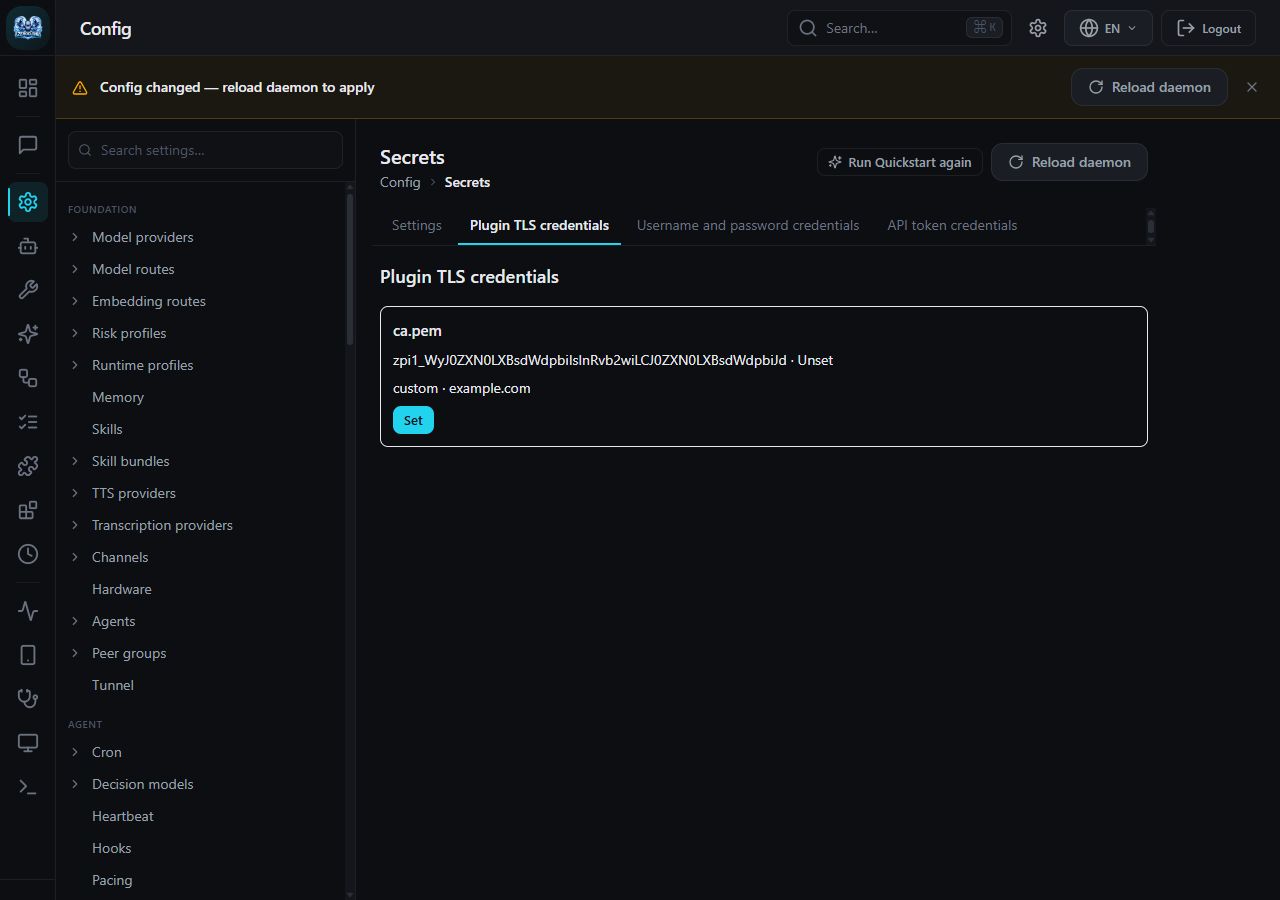 Config
Search...
⌘ K
EN
Logout
Config changed — reload daemon to apply
Reload daemon
Search settings...
FOUNDATION
Model providers
Model routes
Embedding routes
Risk profiles
Runtime profiles
Memory
Skills
Skill bundles
TTS providers
Transcription providers
Channels
Hardware
Agents
Peer groups
Tunnel
AGENT
Cron
Decision models
Heartbeat
Hooks
Pacing
Secrets
Config > Secrets
Run Quickstart again
Reload daemon
Settings
Plugin TLS credentials
Username and password credentials
API token credentials
Plugin TLS credentials
ca.pem
zpi1_WyJ0ZXN0LXBsdWdpbiIsInRvb2wiLCJ0ZXN0LXBsdWdpbiJd · Unset
custom · example.com
Set